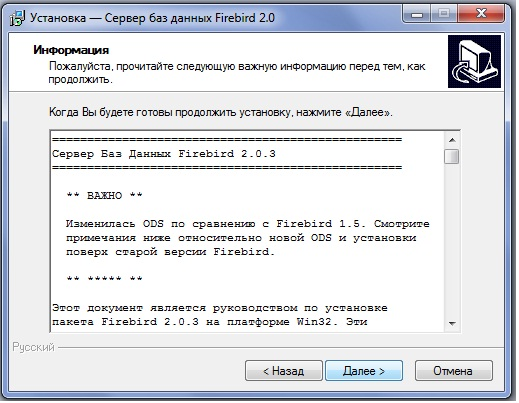 Установка — Сервер баз данных Firebird 2.0
Информация
Пожалуйста, прочитайте следующую важную информацию перед тем, как
продолжить.
Когда Вы будете готовы продолжить установку, нажмите «Далее».
==================================================
Сервер Баз Данных Firebird 2.0.3
==================================================
** ВАЖНО **
Изменилась ODS по сравнению с Firebird 1.5. Смотрите
примечания ниже относительно новой ODS и установки
поверх старой версии Firebird.
** ***** **
Этот документ является руководством по установке
пакета Firebird 2.0.3 на платформе Win32. Эти
Русский
< Назад
Далее >
Отмена